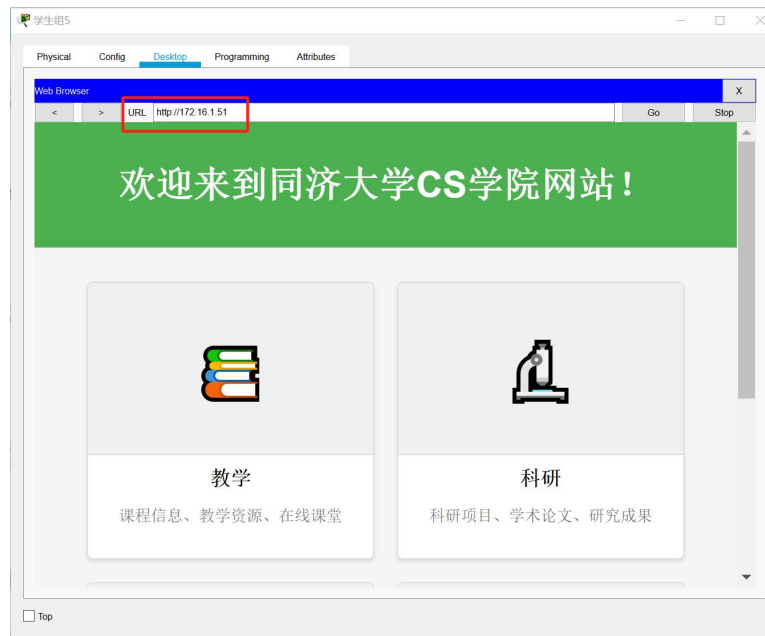 学生组5
Physical Config Desktop Programming Attributes
Web Browser X
< > URL http://172.16.1.51 Go Stop
欢迎来到同济大学CS学院网站！
教学 科研
课程信息、教学资源、在线课堂 科研项目、学术论文、研究成果
Top